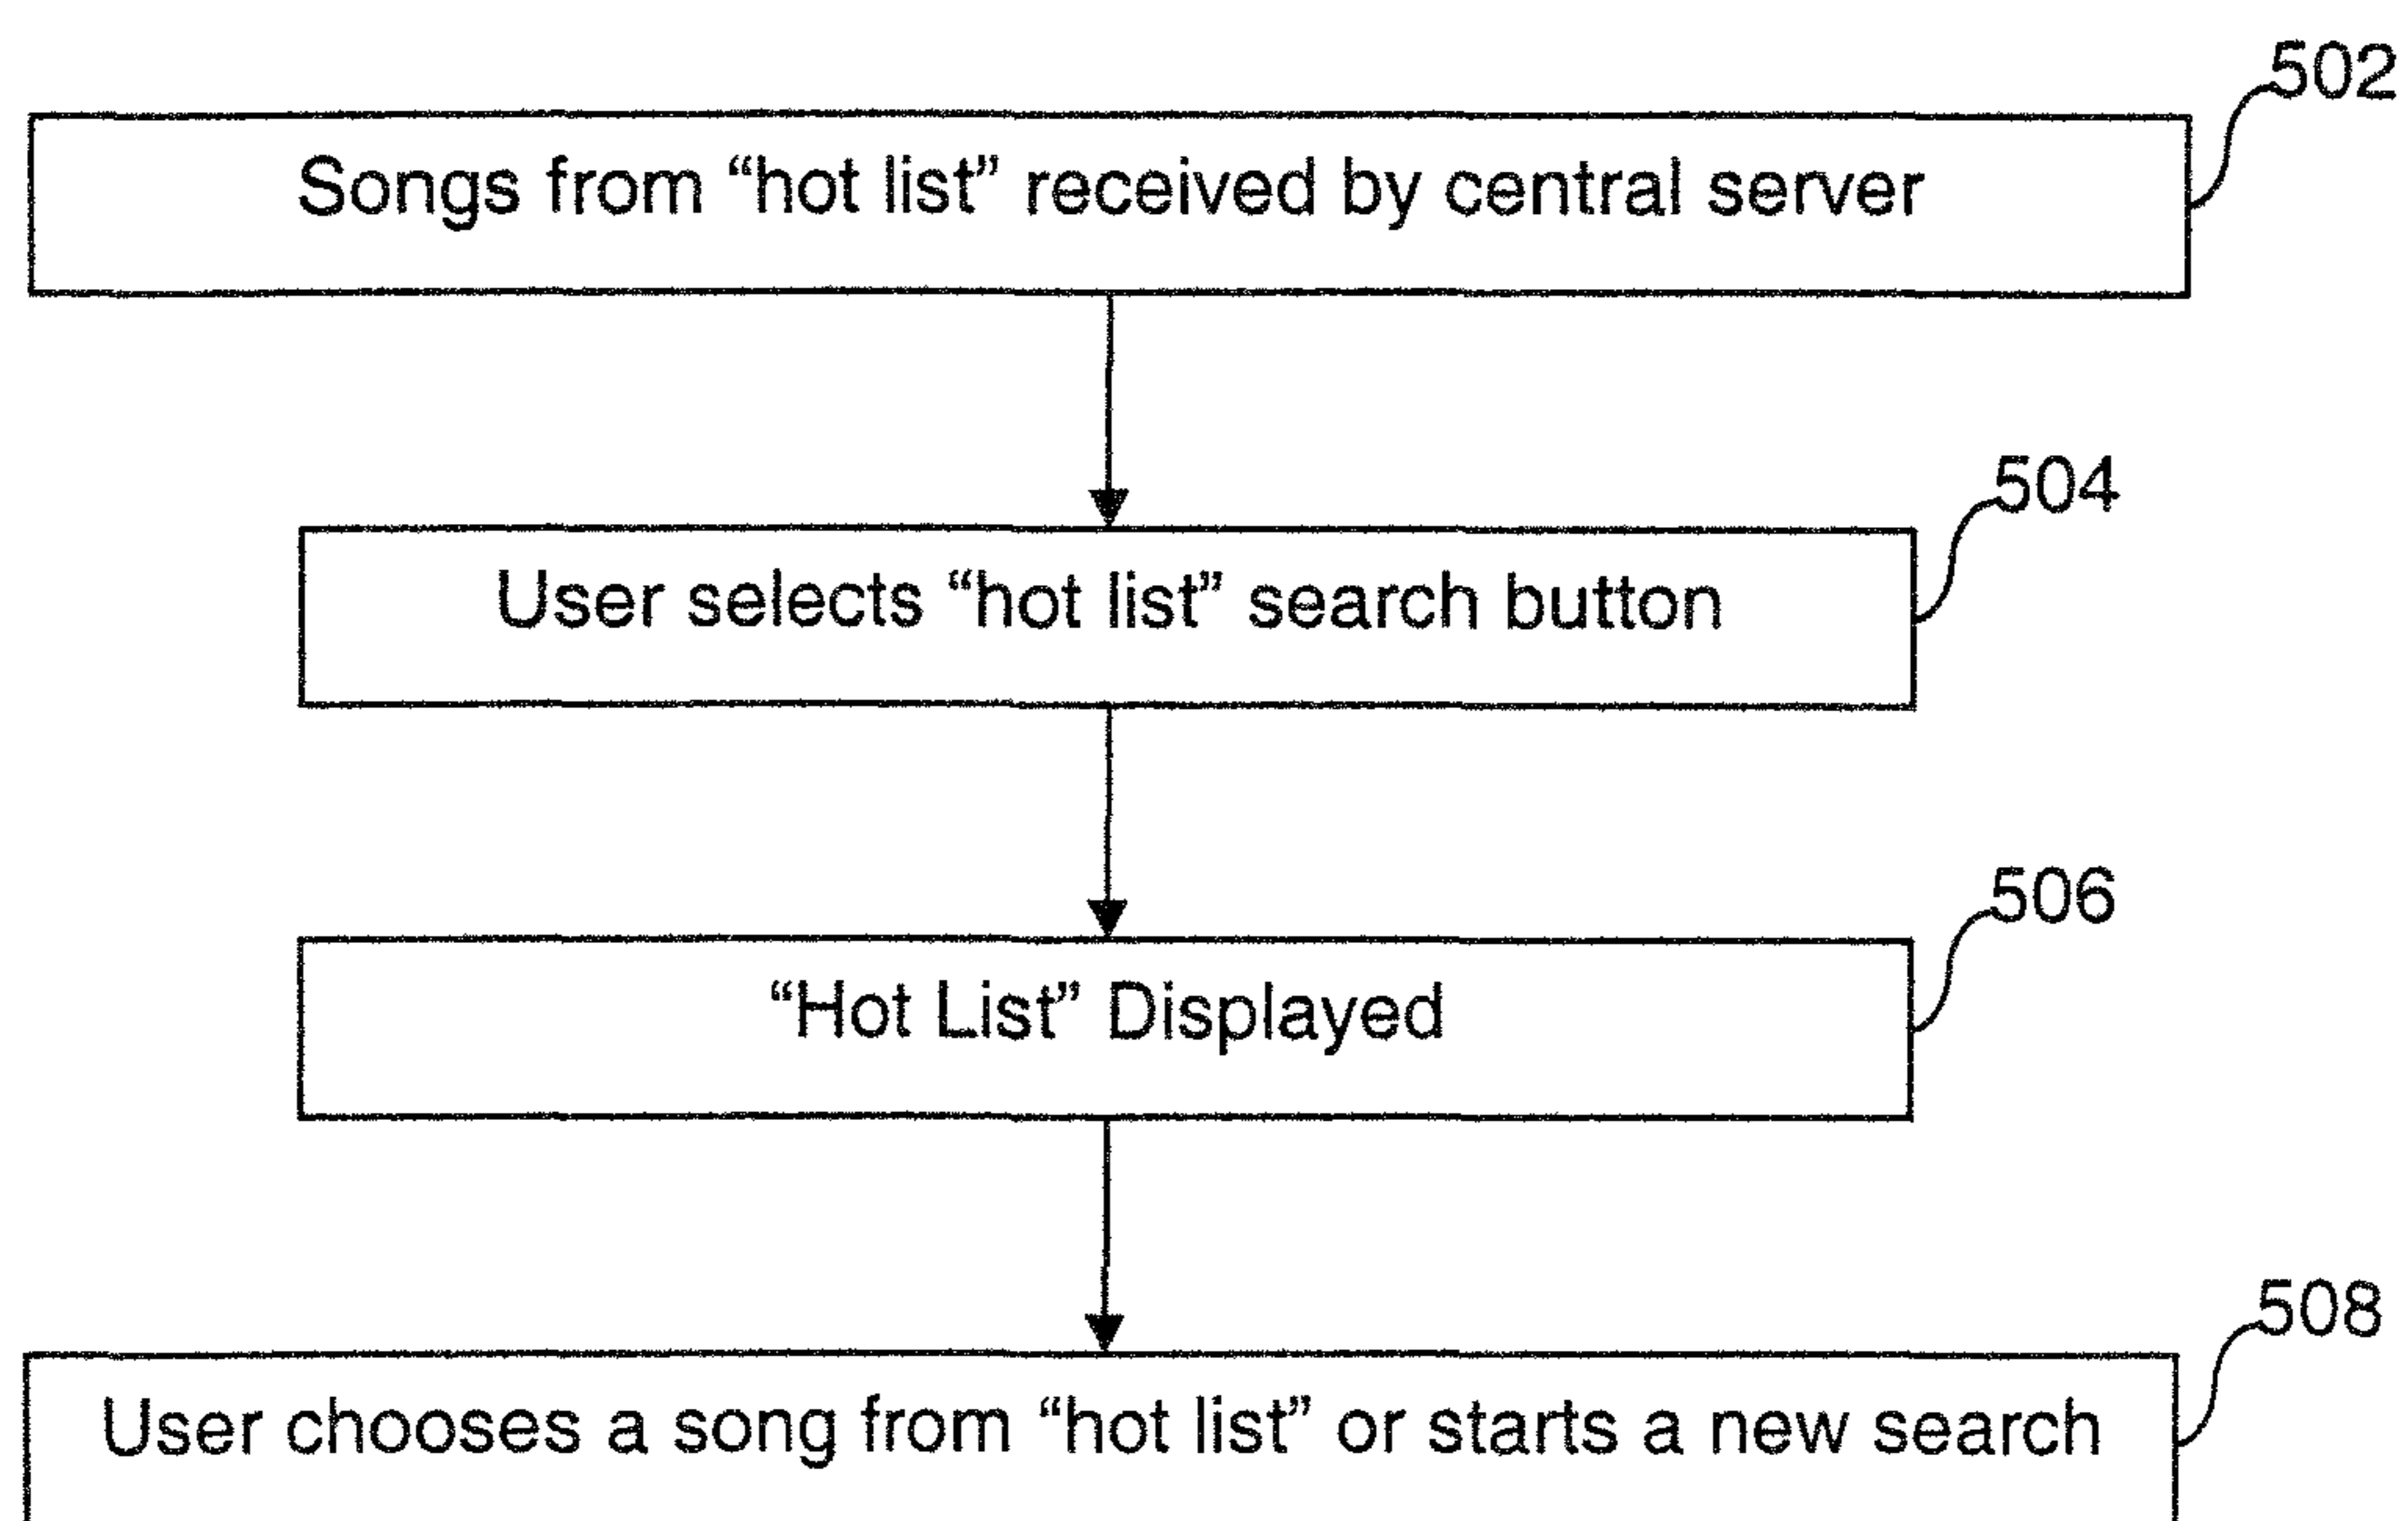 502
Songs from “hot list” received by central server
504
User selects “hot list” search button
506
“Hot List” Displayed
508
User chooses a song from “hot list” or starts a new search